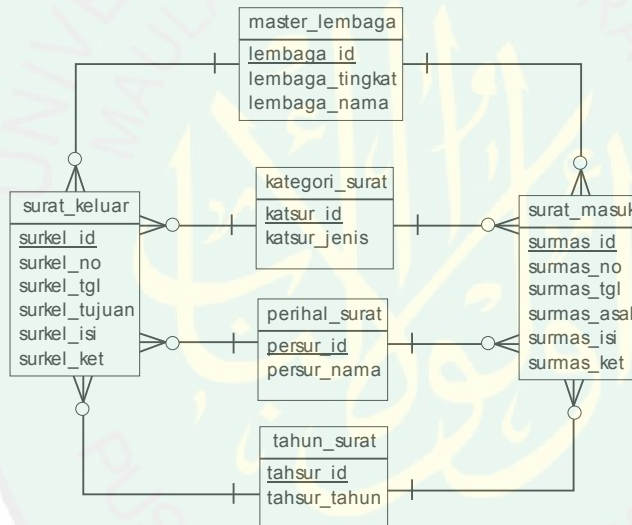 master_lembaga
lembaga_id
lembaga_tingkat
lembaga_nama
kategori_surat
katsur_id
katsur_jenis
surat_keluar
surkel_id
surkel_no
surkel_tgl
surkel_tujuan
surkel_isi
surkel_ket
surat_masuk
surmas_id
surmas_no
surmas_tgl
surmas_asal
surmas_isi
surmas_ket
perihal_surat
persur_id
persur_nama
tahun_surat
tahsur_id
tahsur_tahun